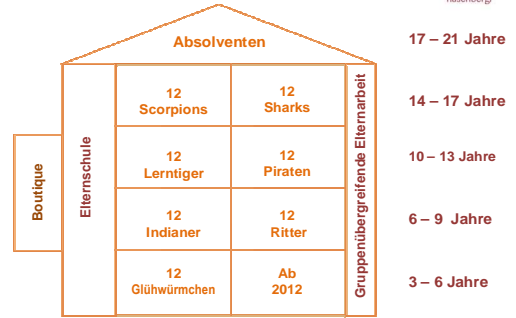 Absolventen
17 – 21 Jahre
12
Scorpions
12
Sharks
14 – 17 Jahre
12
Lerntiger
12
Piraten
10 – 13 Jahre
12
Indianer
12
Ritter
6 – 9 Jahre
12
Glühwürmchen
Ab
2012
3 – 6 Jahre
Boutique
Elternschule
Gruppenübergreifende Elternarbeit